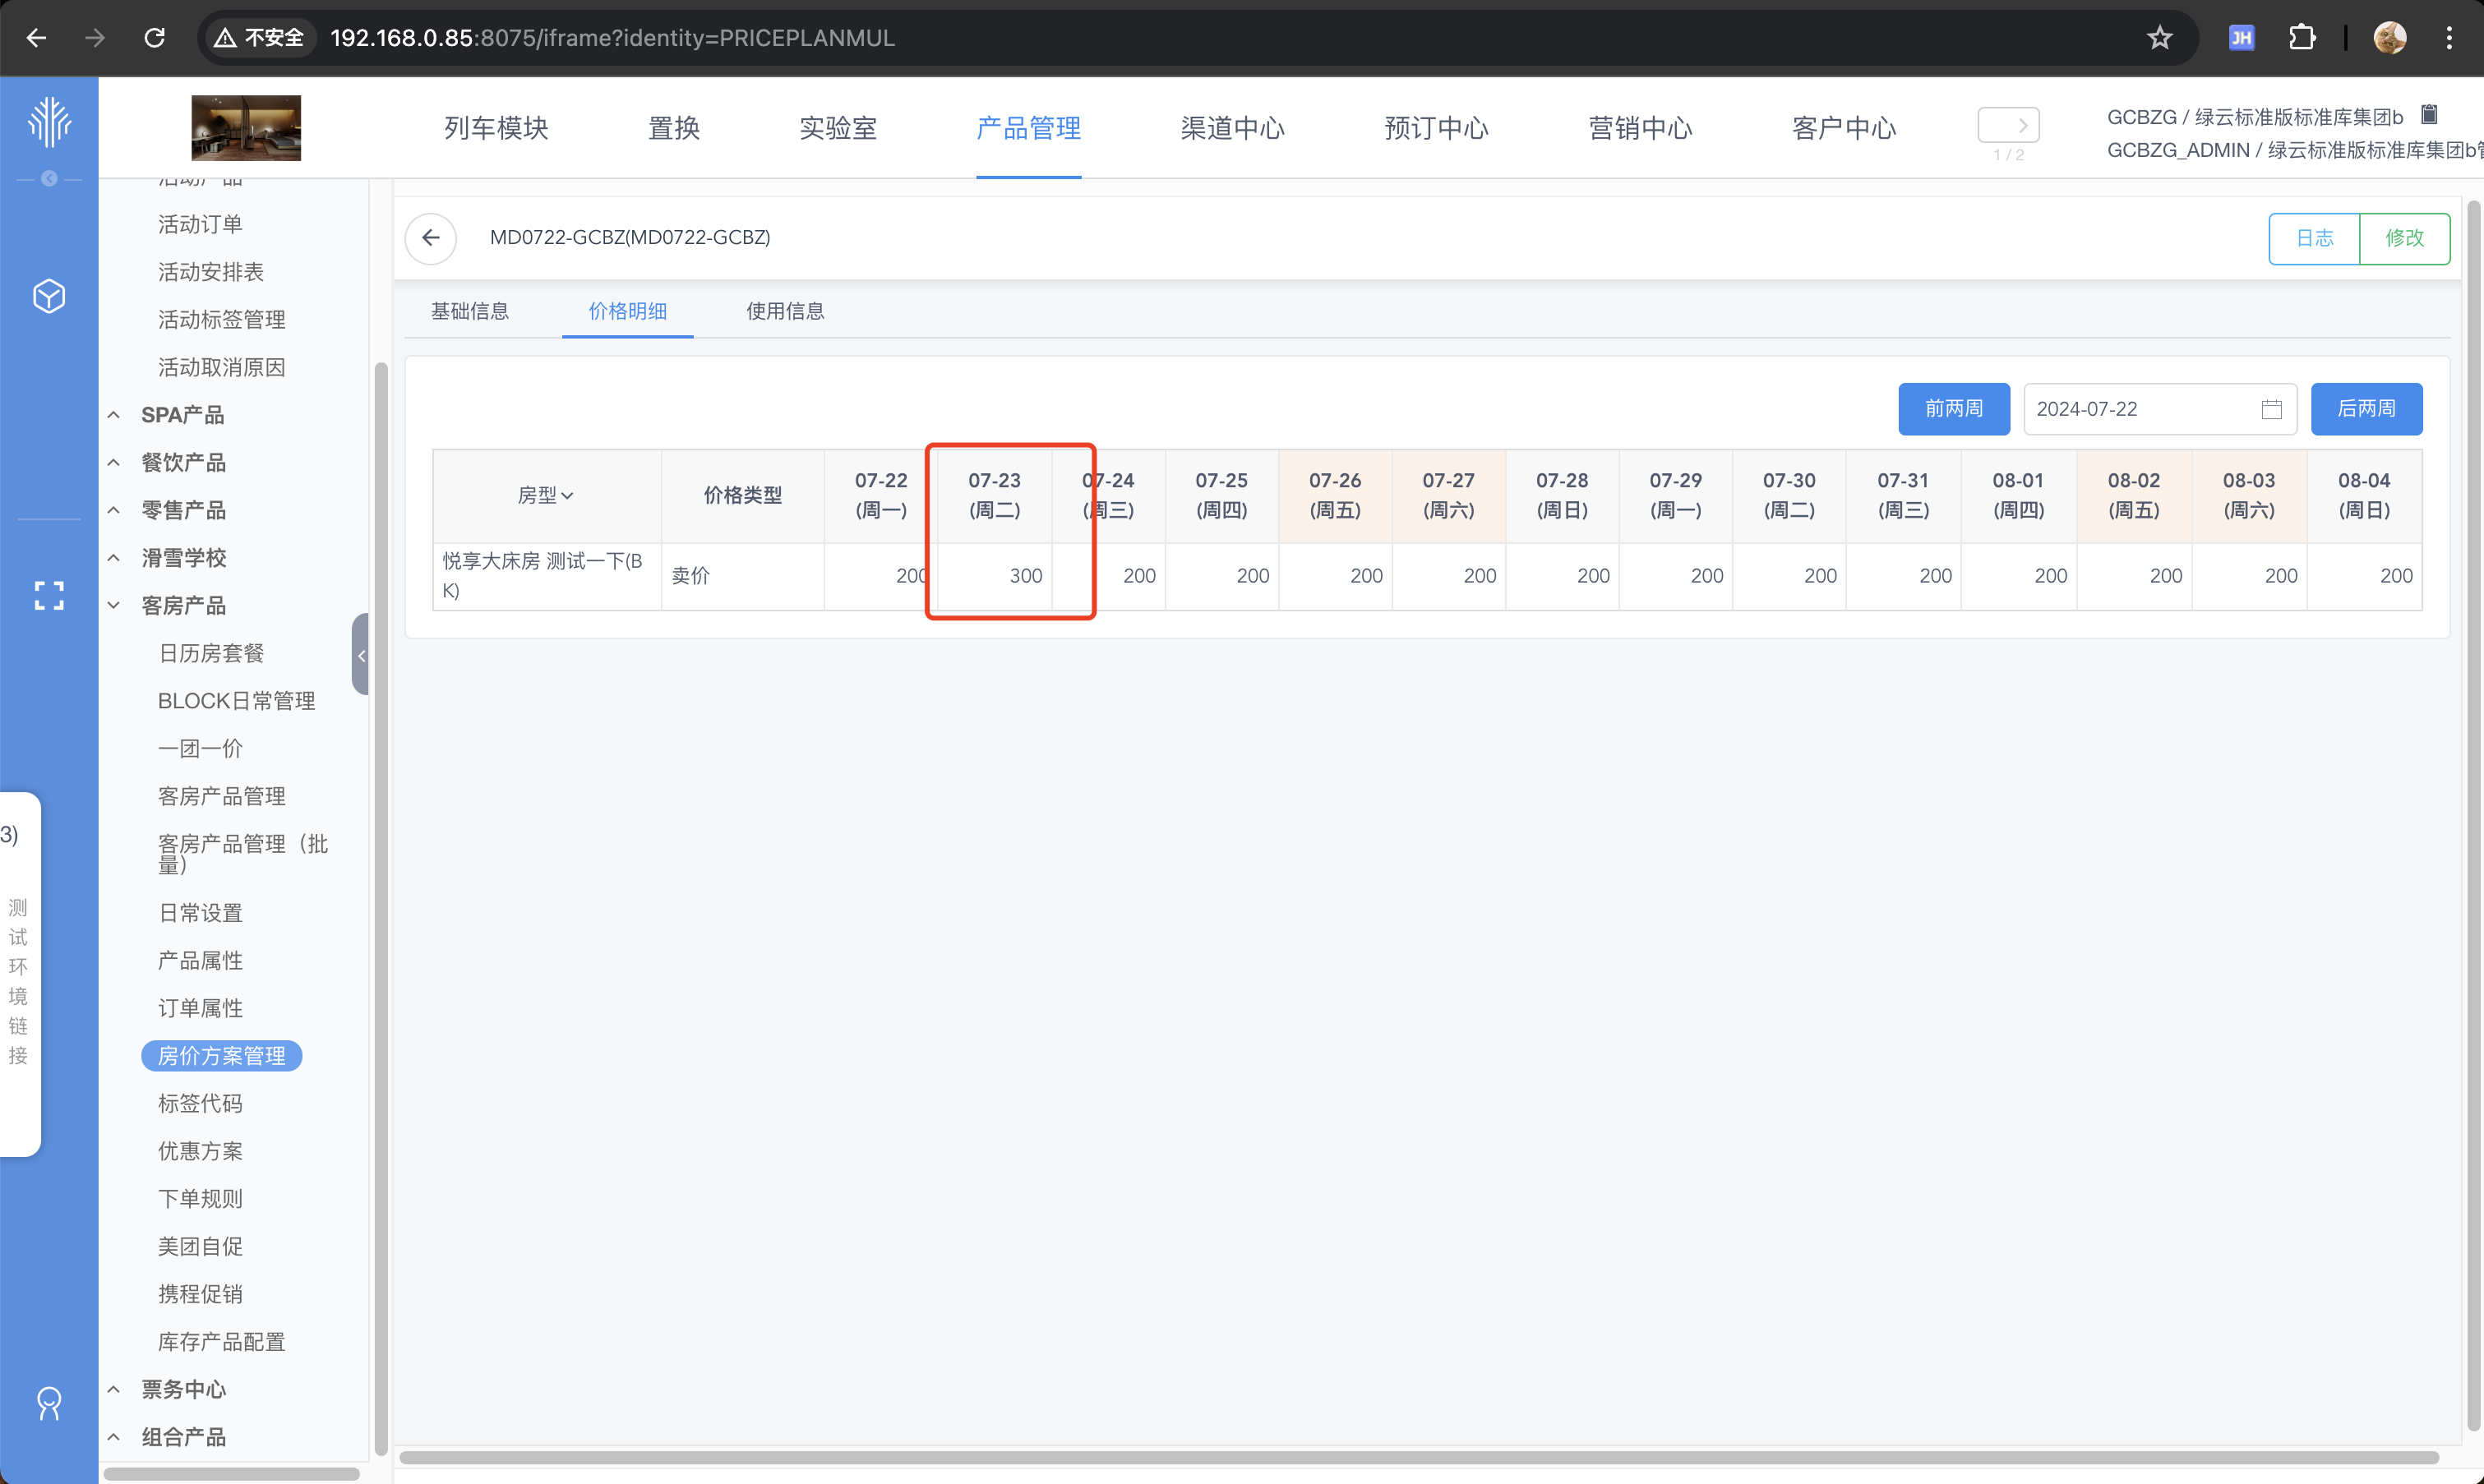 不安全
192.168.0.85:8075/iframe?identity=PRICEPLANMUL
JH
列车模块
置换
实验室
产品管理
渠道中心
预订中心
营销中心
客户中心
1 / 2
GCBZG / 绿云标准版标准库集团b
GCBZG_ADMIN / 绿云标准版标准库集团b管
活动产品
活动订单
活动安排表
活动标签管理
活动取消原因
SPA产品
餐饮产品
零售产品
滑雪学校
客房产品
日历房套餐
BLOCK日常管理
一团一价
客房产品管理
客房产品管理（批
量）
日常设置
产品属性
订单属性
房价方案管理
标签代码
优惠方案
下单规则
美团自促
携程促销
库存产品配置
票务中心
组合产品
3)
测
试
环
境
链
接
MD0722-GCBZ(MD0722-GCBZ)
日志
修改
基础信息
价格明细
使用信息
前两周
2024-07-22
后两周
房型
价格类型
07-22
(周一)
07-23
(周二)
07-24
(周三)
07-25
(周四)
07-26
(周五)
07-27
(周六)
07-28
(周日)
07-29
(周一)
07-30
(周二)
07-31
(周三)
08-01
(周四)
08-02
(周五)
08-03
(周六)
08-04
(周日)
悦享大床房 测试一下(B
K)
卖价
200
300
200
200
200
200
200
200
200
200
200
200
200
200